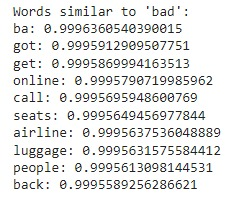 Words similar to 'bad':
ba: 0.9996360540390015
got: 0.9995912909507751
get: 0.9995869994163513
online: 0.9995790719985962
call: 0.9995695948600769
seats: 0.9995649456977844
airline: 0.9995637536048889
luggage: 0.9995631575584412
people: 0.9995613098144531
back: 0.9995589256286621